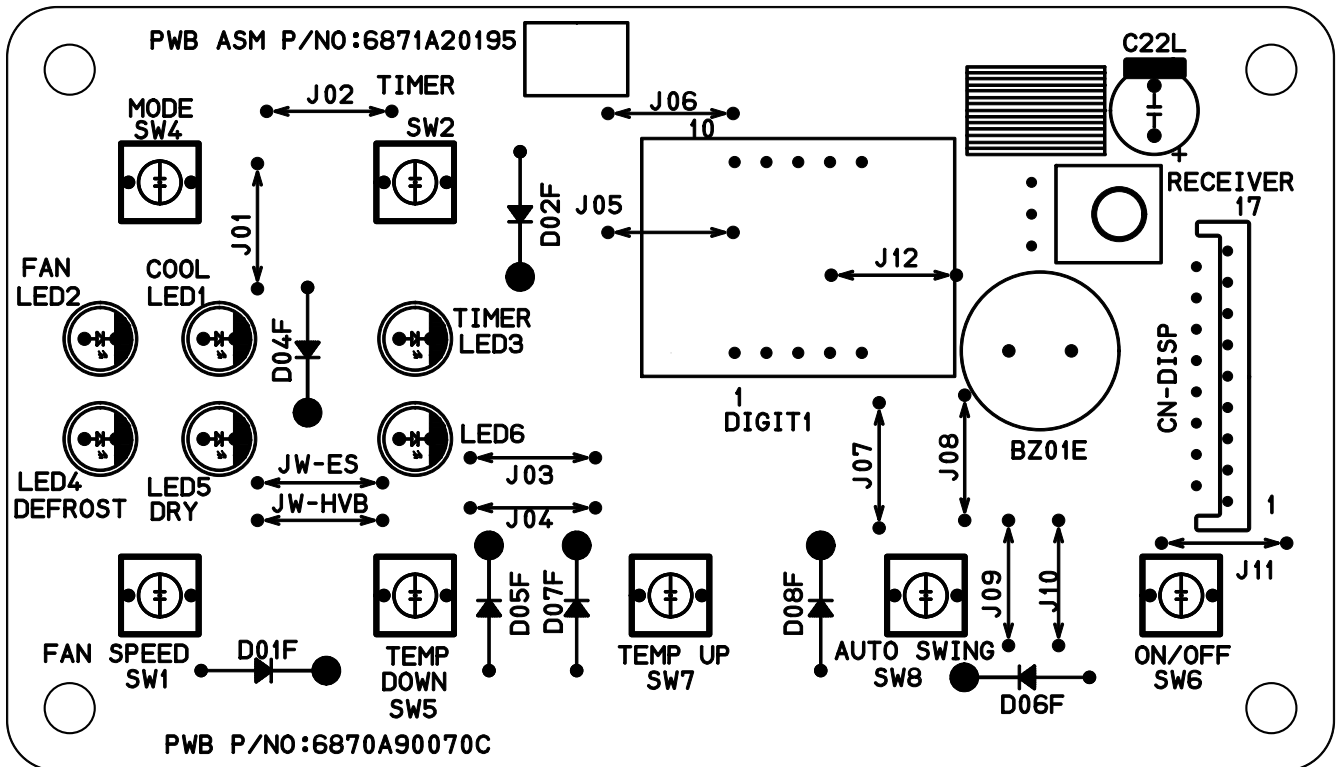 PWB ASM P/NO:6871A20195
C22L
TIMER
J02
J06
MODE
SW4
SW2
10
+
RECEIVER
17
J01
D02F
J05
J12
FAN
LED2
COOL
LED1
TIMER
LED3
D04F
CN-DISP
1
DIGIT1
LED6
BZ01E
J07
J08
JW-ES
J03
LED4
DEFROST
LED5
DRY
JW-HVB
J04
1
J11
D05F
D07F
D08F
J09
J10
FAN SPEED
SW1
D01F
TEMP
DOWN
SW5
TEMP UP
SW7
AUTO SWING
SW8
D06F
ON/OFF
SW6
PWB P/NO:6870A90070C